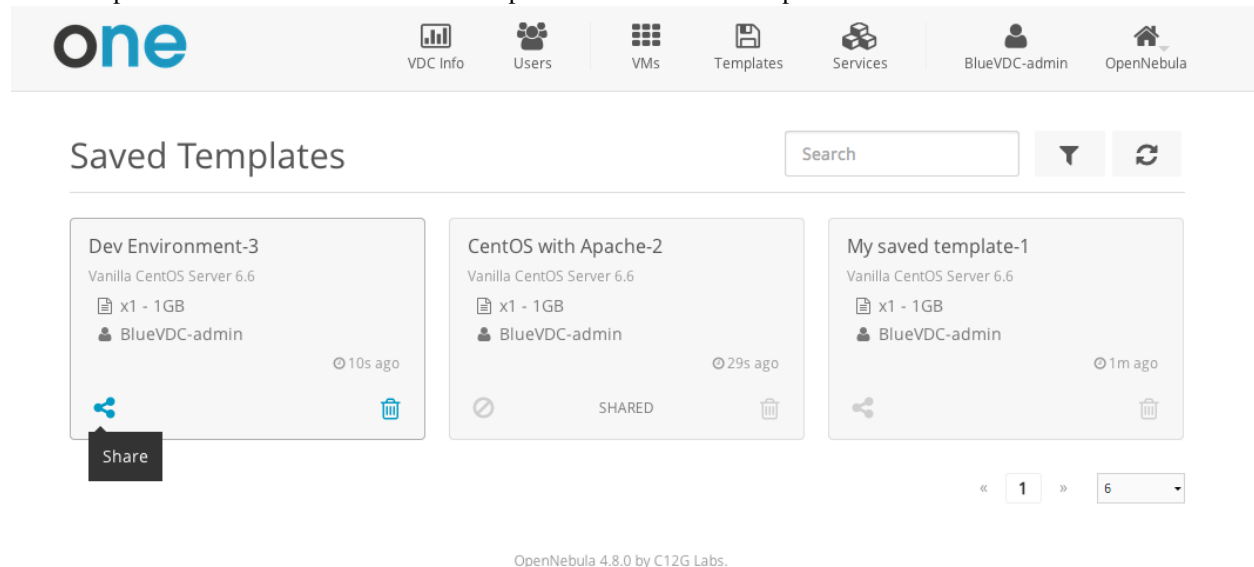 one
VDC Info Users VMs Templates Services BlueVDC-admin OpenNebula
Saved Templates
Search
Dev Environment-3
Vanilla CentOS Server 6.6
x1 - 1GB
BlueVDC-admin
10s ago
Share
CentOS with Apache-2
Vanilla CentOS Server 6.6
x1 - 1GB
BlueVDC-admin
29s ago
SHARED
My saved template-1
Vanilla CentOS Server 6.6
x1 - 1GB
BlueVDC-admin
1m ago
« 1 » 6
OpenNebula 4.8.0 by C12G Labs.